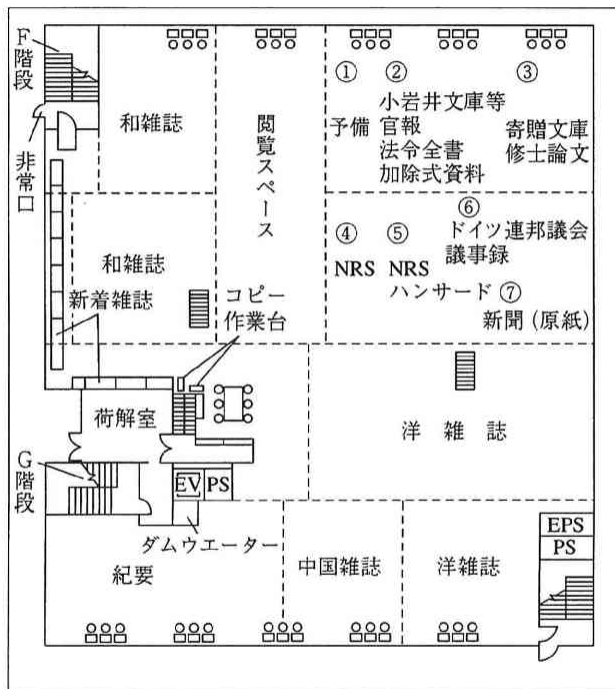 F階段
非常口
和雑誌
閲覧スペース
①
予備
②
小岩井文庫等
官報
法令全書
加除式資料
③
寄贈文庫
修士論文
和雑誌
新着雑誌
コピー
作業台
④
NRS
⑤
NRS
ハンサード
⑥
ドイツ連邦議会
議事録
⑦
新聞(原紙)
荷解室
洋雑誌
G階段
EV
PS
ダムウエーター
紀要
中国雑誌
洋雑誌
EPS
PS